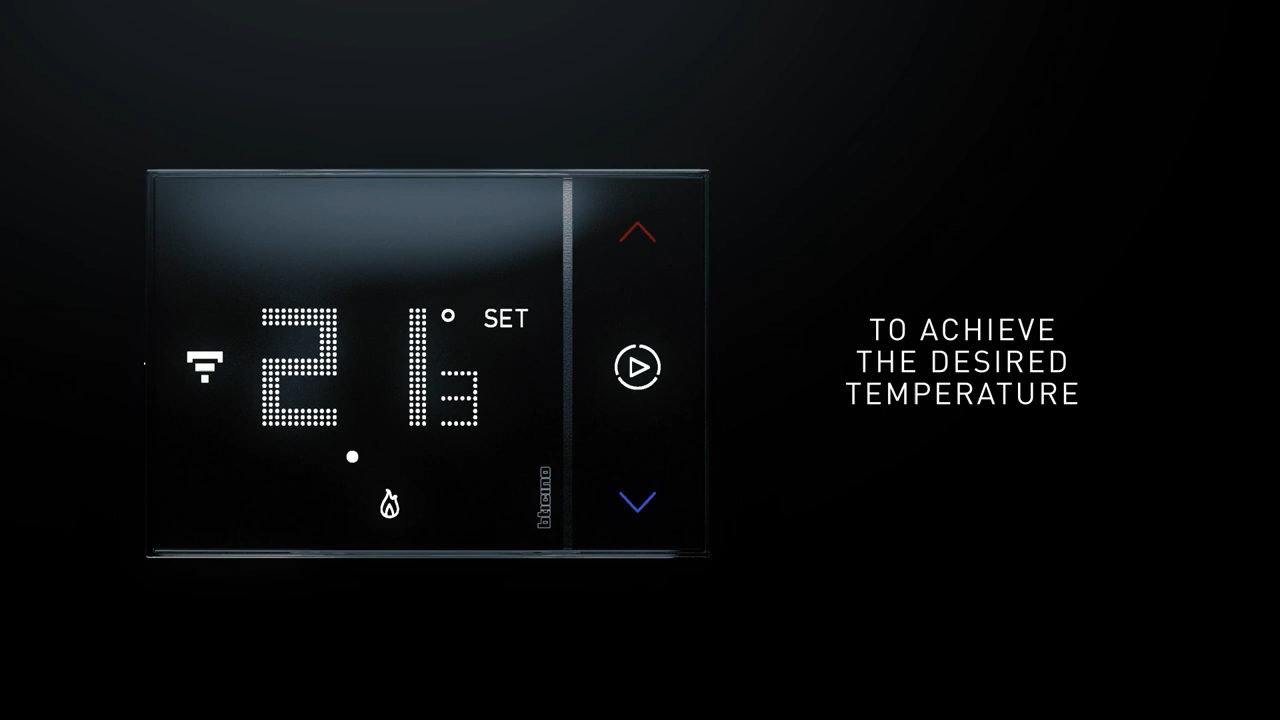 21°3 SET
bticino
TO ACHIEVE
THE DESIRED
TEMPERATURE